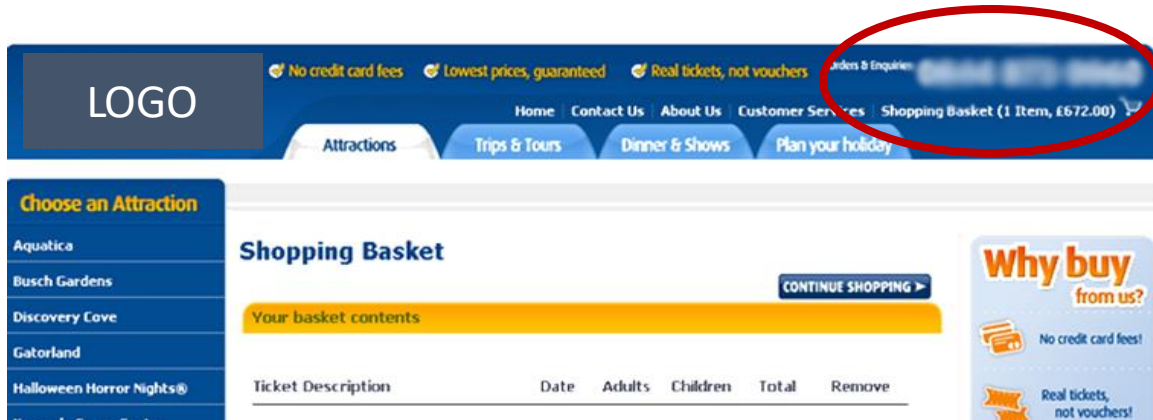 LOGO
No credit card fees Lowest prices, guaranteed Real tickets, not vouchers Orders & Enquiries
Home Contact Us About Us Customer Services Shopping Basket (1 Item, £672.00)
Attractions Trips & Tours Dinner & Shows Plan your holiday
Choose an Attraction
Aquatica
Busch Gardens
Discovery Cove
Gatorland
Halloween Horror Nights®
Shopping Basket
CONTINUE SHOPPING
Your basket contents
Ticket Description Date Adults Children Total Remove
Why buy
from us?
No credit card fees!
Real tickets,
not vouchers!